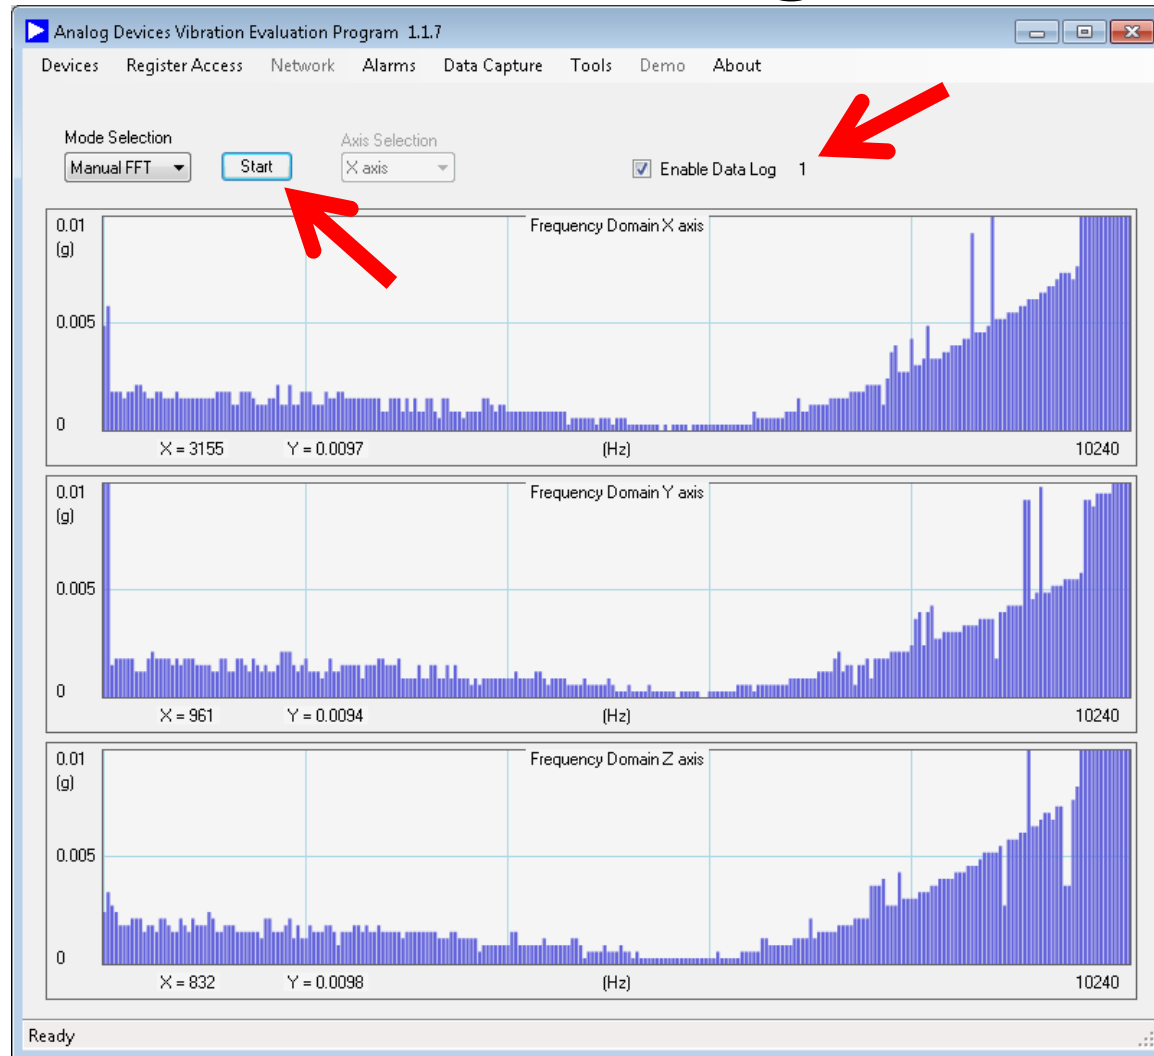 Analog Devices Vibration Evaluation Program 1.1.7
Devices Register Access Network Alarms Data Capture Tools Demo About
Mode Selection Axis Selection
Manual FFT Start X axis Enable Data Log 1
0.01 Frequency Domain X axis
(g)
0.005
0
X = 3155 Y = 0.0097 (Hz) 10240
0.01 Frequency Domain Y axis
(g)
0.005
0
X = 961 Y = 0.0094 (Hz) 10240
0.01 Frequency Domain Z axis
(g)
0.005
0
X = 832 Y = 0.0098 (Hz) 10240
Ready